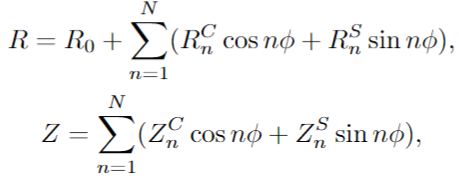 R = R_0 + \sum_{n=1}^{N} (R_n^C \cos n\phi + R_n^S \sin n\phi),
Z = \sum_{n=1}^{N} (Z_n^C \cos n\phi + Z_n^S \sin n\phi),